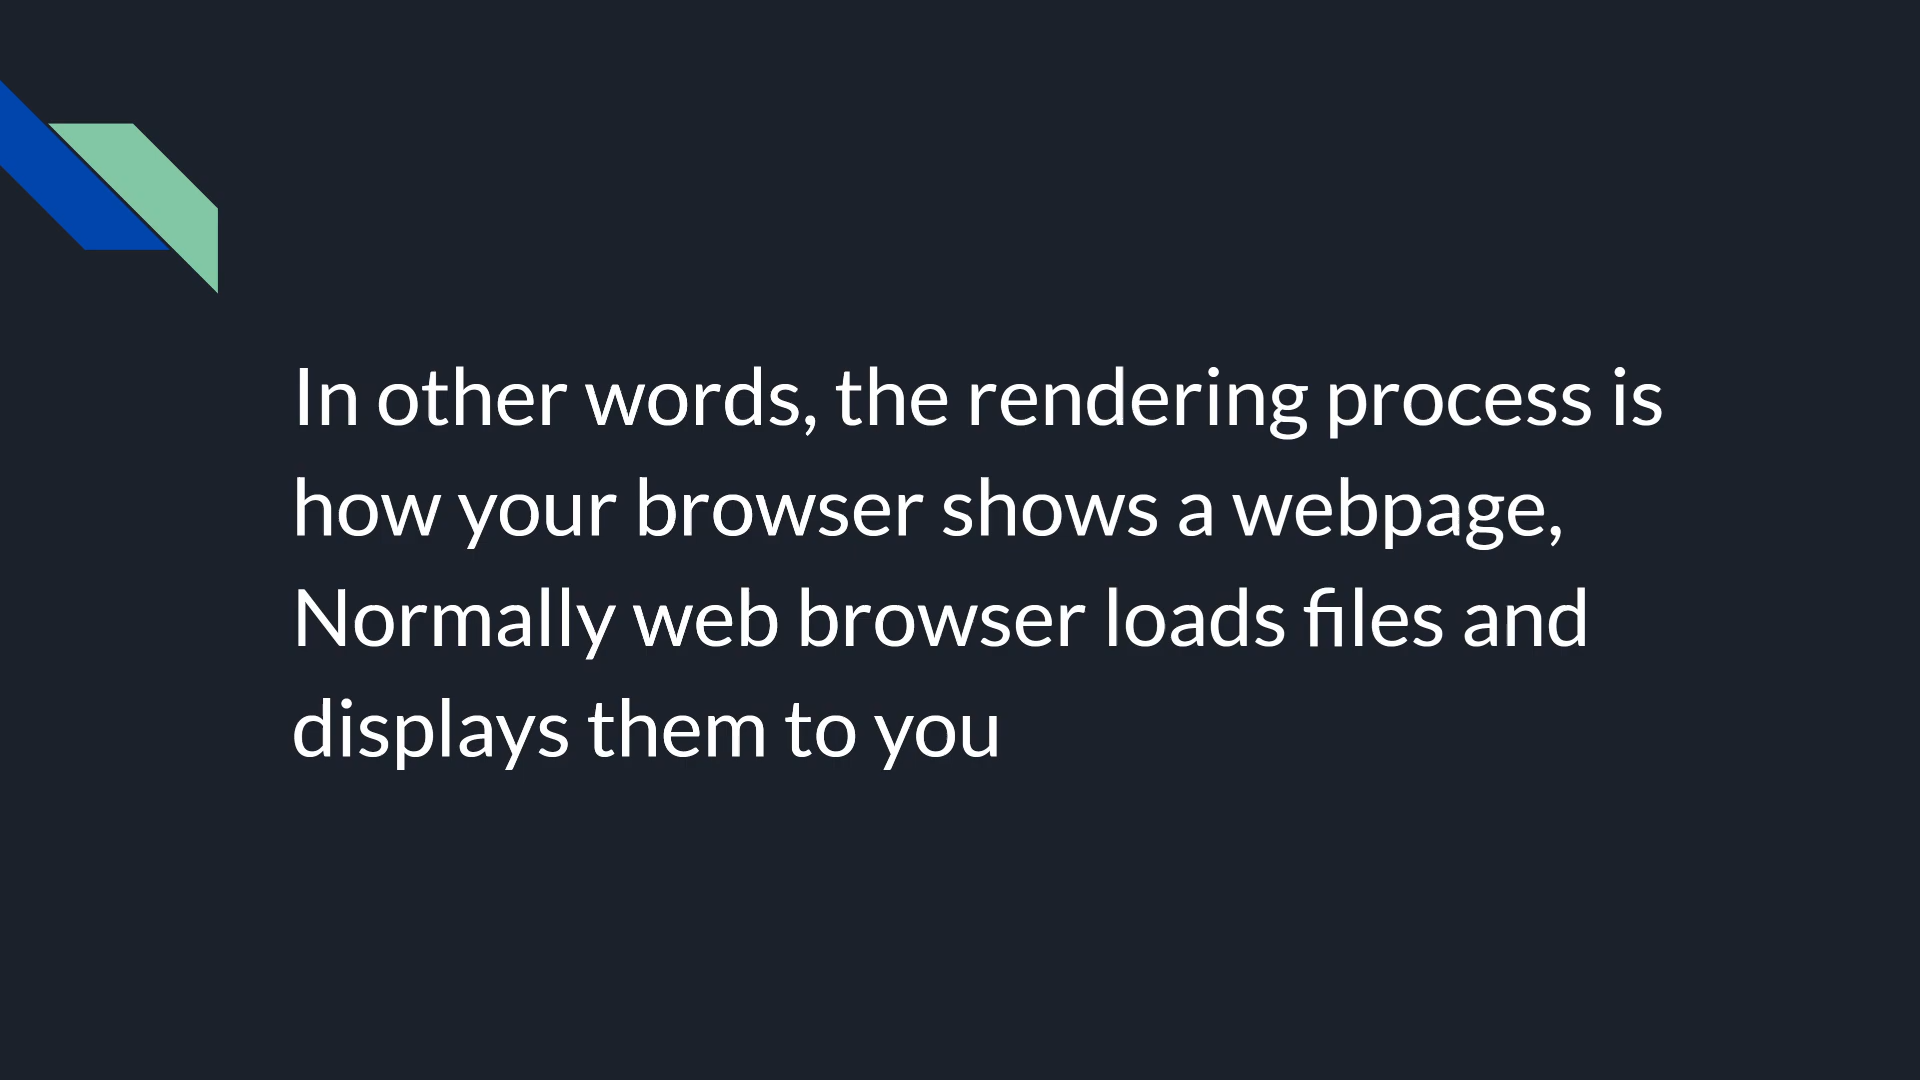 In other words, the rendering process is
how your browser shows a webpage,
Normally web browser loads files and
displays them to you